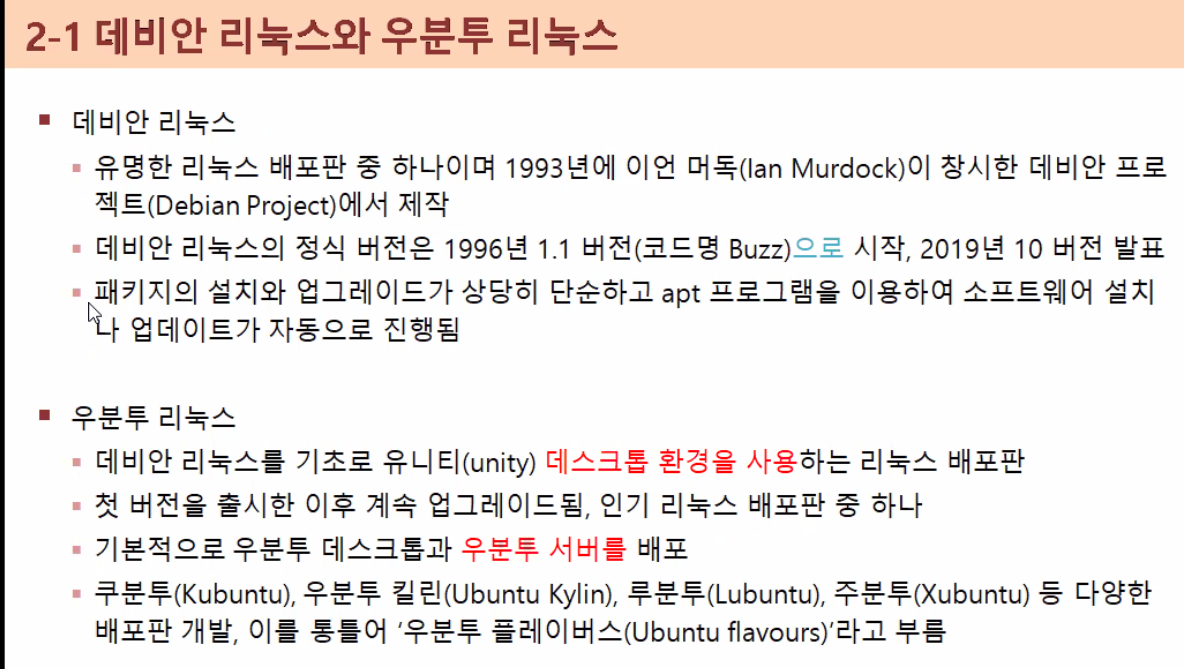 2-1 데비안 리눅스와 우분투 리눅스
데비안 리눅스
유명한 리눅스 배포판 중 하나이며 1993년에 이언 머독(Ian Murdock)이 창시한 데비안 프로
젝트(Debian Project)에서 제작
데비안 리눅스의 정식 버전은 1996년 1.1 버전(코드명 Buzz)으로 시작, 2019년 10 버전 발표
패키지의 설치와 업그레이드가 상당히 단순하고 apt 프로그램을 이용하여 소프트웨어 설치
나 업데이트가 자동으로 진행됨
우분투 리눅스
데비안 리눅스를 기초로 유니티(unity) 데스크톱 환경을 사용하는 리눅스 배포판
첫 버전을 출시한 이후 계속 업그레이드됨, 인기 리눅스 배포판 중 하나
기본적으로 우분투 데스크톱과 우분투 서버를 배포
쿠분투(Kubuntu), 우분투 킬린(Ubuntu Kylin), 루분투(Lubuntu), 주분투(Xubuntu) 등 다양한
배포판 개발, 이를 통틀어 ‘우분투 플레이버스(Ubuntu flavours)’라고 부름